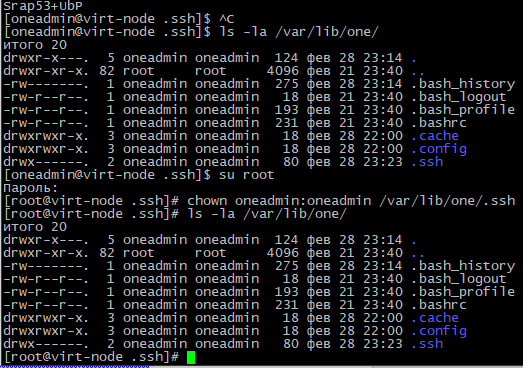 Srap53+UbP
[oneadmin@virt-node .ssh]$ ^C
[oneadmin@virt-node .ssh]$ ls -la /var/lib/one/
итого 20
drwxr-x---.  5 oneadmin oneadmin  124 фев 28 23:14 .
drwxr-xr-x. 82 root     root     4096 фев 21 23:40 ..
-rw-------.  1 oneadmin oneadmin  275 фев 28 23:14 .bash_history
-rw-r--r--.  1 oneadmin oneadmin   18 фев 21 23:40 .bash_logout
-rw-r--r--.  1 oneadmin oneadmin  193 фев 21 23:40 .bash_profile
-rw-r--r--.  1 oneadmin oneadmin  231 фев 21 23:40 .bashrc
drwxrwxr-x.  3 oneadmin oneadmin   18 фев 28 22:00 .cache
drwxrwxr-x.  3 oneadmin oneadmin   18 фев 28 22:00 .config
drwx------.  2 oneadmin oneadmin   80 фев 28 23:23 .ssh
[oneadmin@virt-node .ssh]$ su root
Пароль:
[root@virt-node .ssh]# chown oneadmin:oneadmin /var/lib/one/.ssh
[root@virt-node .ssh]# ls -la /var/lib/one/
итого 20
drwxr-x---.  5 oneadmin oneadmin  124 фев 28 23:14 .
drwxr-xr-x. 82 root     root     4096 фев 21 23:40 ..
-rw-------.  1 oneadmin oneadmin  275 фев 28 23:14 .bash_history
-rw-r--r--.  1 oneadmin oneadmin   18 фев 21 23:40 .bash_logout
-rw-r--r--.  1 oneadmin oneadmin  193 фев 21 23:40 .bash_profile
-rw-r--r--.  1 oneadmin oneadmin  231 фев 21 23:40 .bashrc
drwxrwxr-x.  3 oneadmin oneadmin   18 фев 28 22:00 .cache
drwxrwxr-x.  3 oneadmin oneadmin   18 фев 28 22:00 .config
drwx------.  2 oneadmin oneadmin   80 фев 28 23:23 .ssh
[root@virt-node .ssh]#